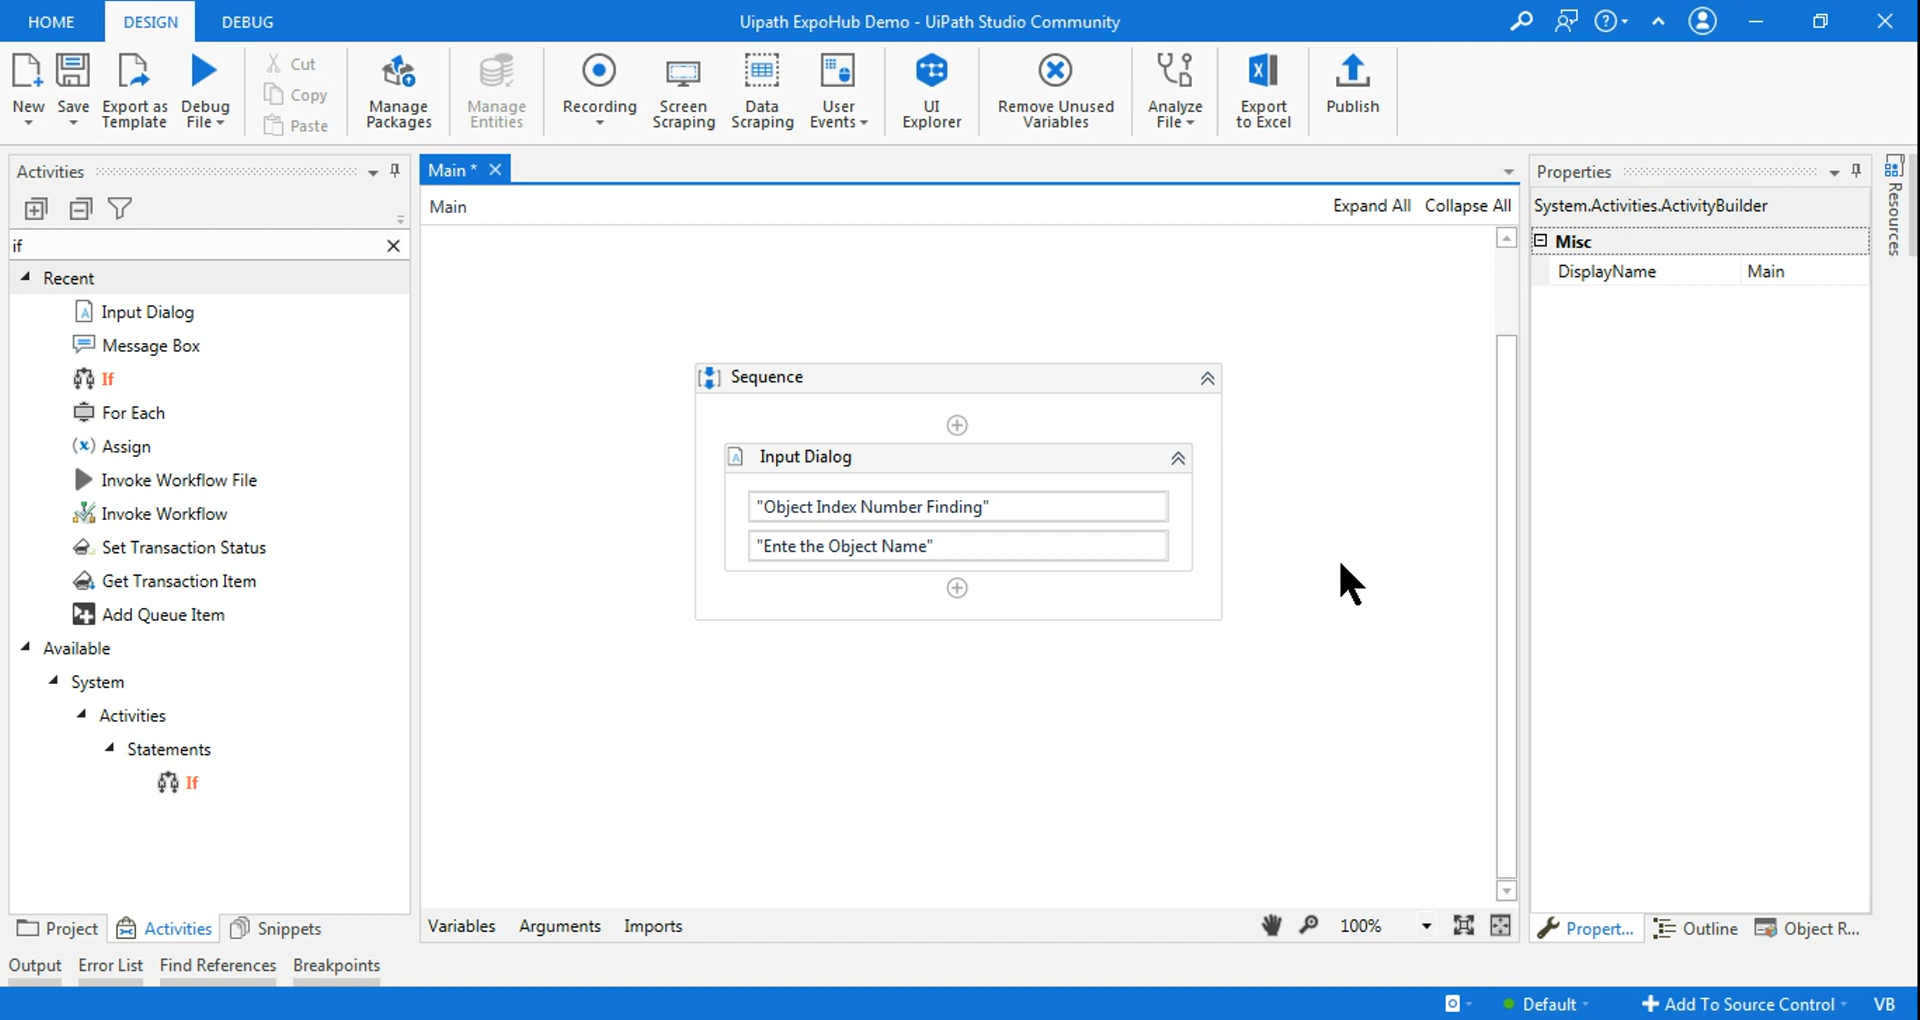 HOME DESIGN DEBUG Uipath ExpoHub Demo - UiPath Studio Community
New Save Export as Template Debug File
Cut
Copy
Paste
Manage Packages Manage Entities Recording Screen Scraping Data Scraping User Events UI Explorer Remove Unused Variables Analyze File Export to Excel Publish
Activities
if
Recent
Input Dialog
Message Box
If
For Each
Assign
Invoke Workflow File
Invoke Workflow
Set Transaction Status
Get Transaction Item
Add Queue Item
Available
System
Activities
Statements
If
Project Activities Snippets
Main *
Main Expand All Collapse All
Sequence
Input Dialog
"Object Index Number Finding"
"Ente the Object Name"
Variables Arguments Imports 100%
Properties
System.Activities.ActivityBuilder
Misc
DisplayName Main
Propert... Outline Object R...
Resources
Output Error List Find References Breakpoints
Default Add To Source Control VB